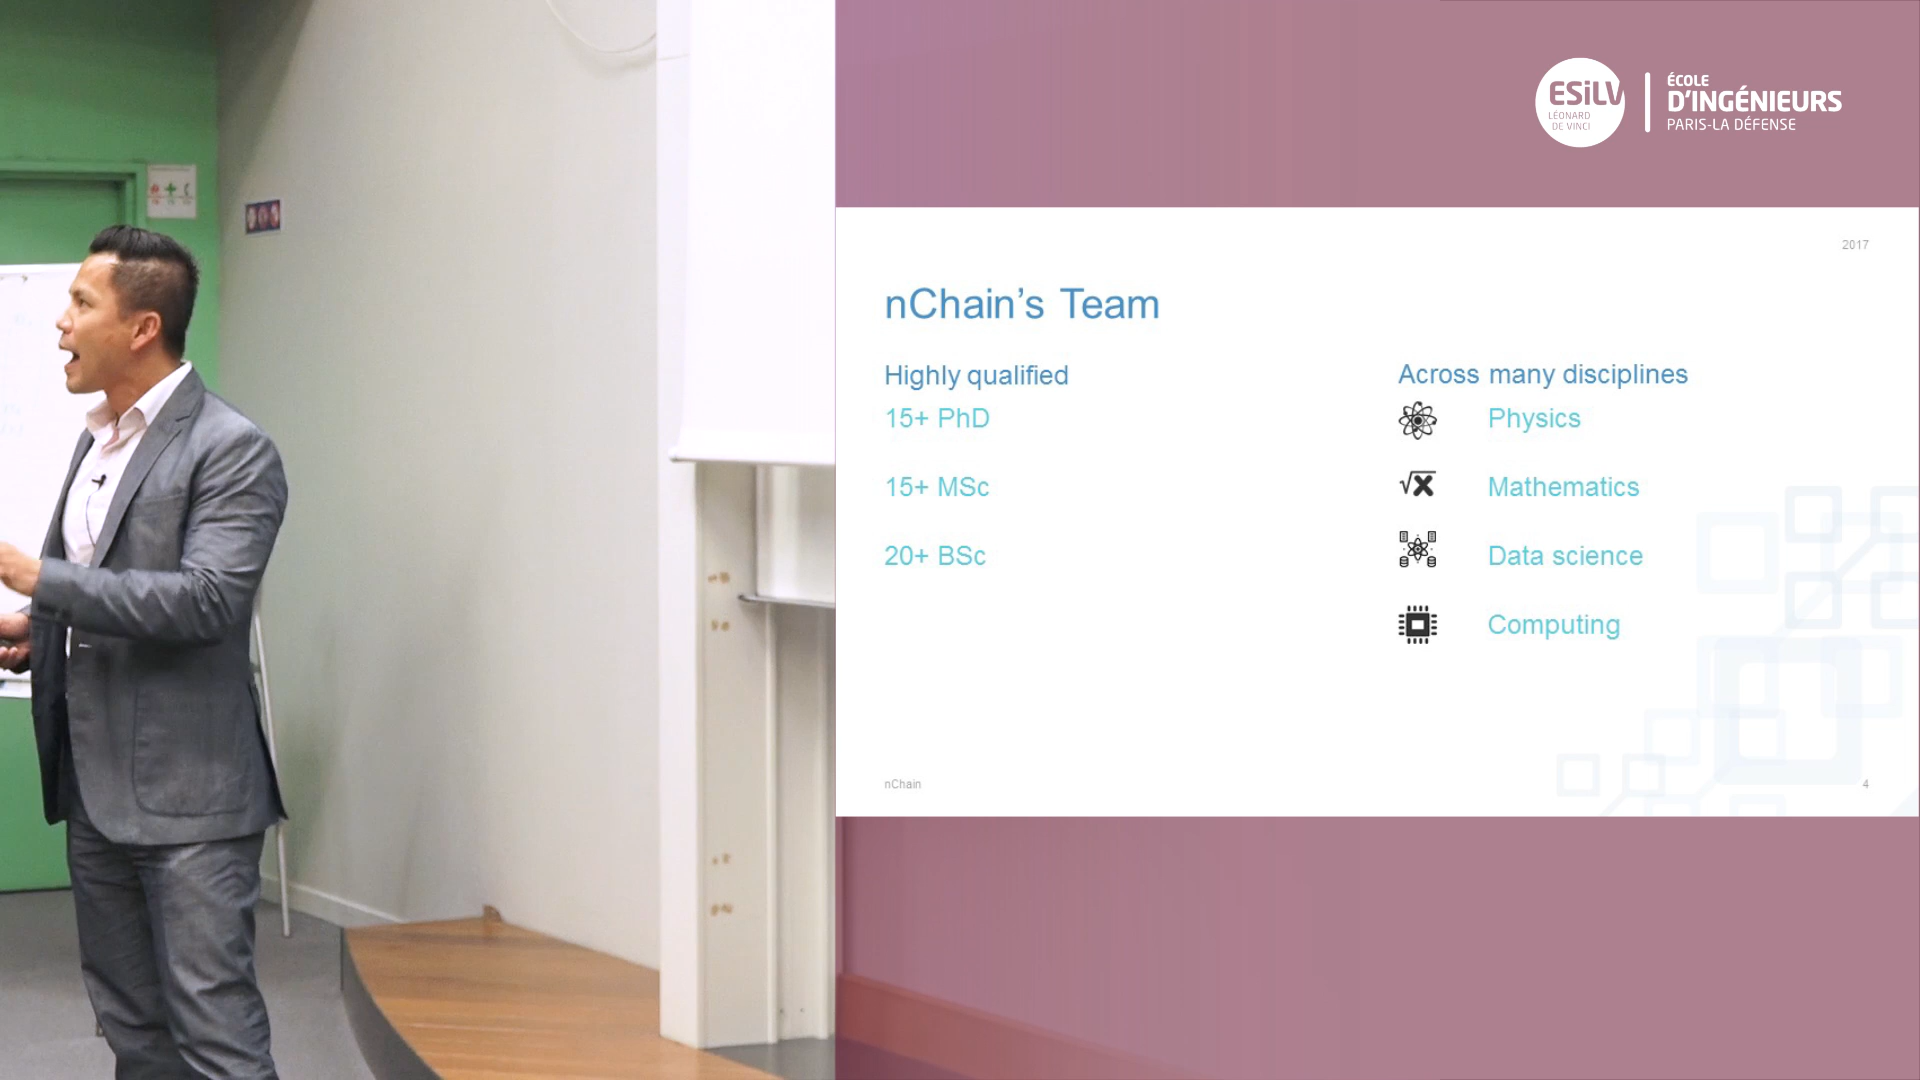 ESiLV
LÉONARD
DE VINCI
ÉCOLE
D'INGÉNIEURS
PARIS-LA DÉFENSE
2017
nChain's Team
Highly qualified
15+ PhD
15+ MSc
20+ BSc
Across many disciplines
Physics
√x
Mathematics
Data science
Computing
nChain
4